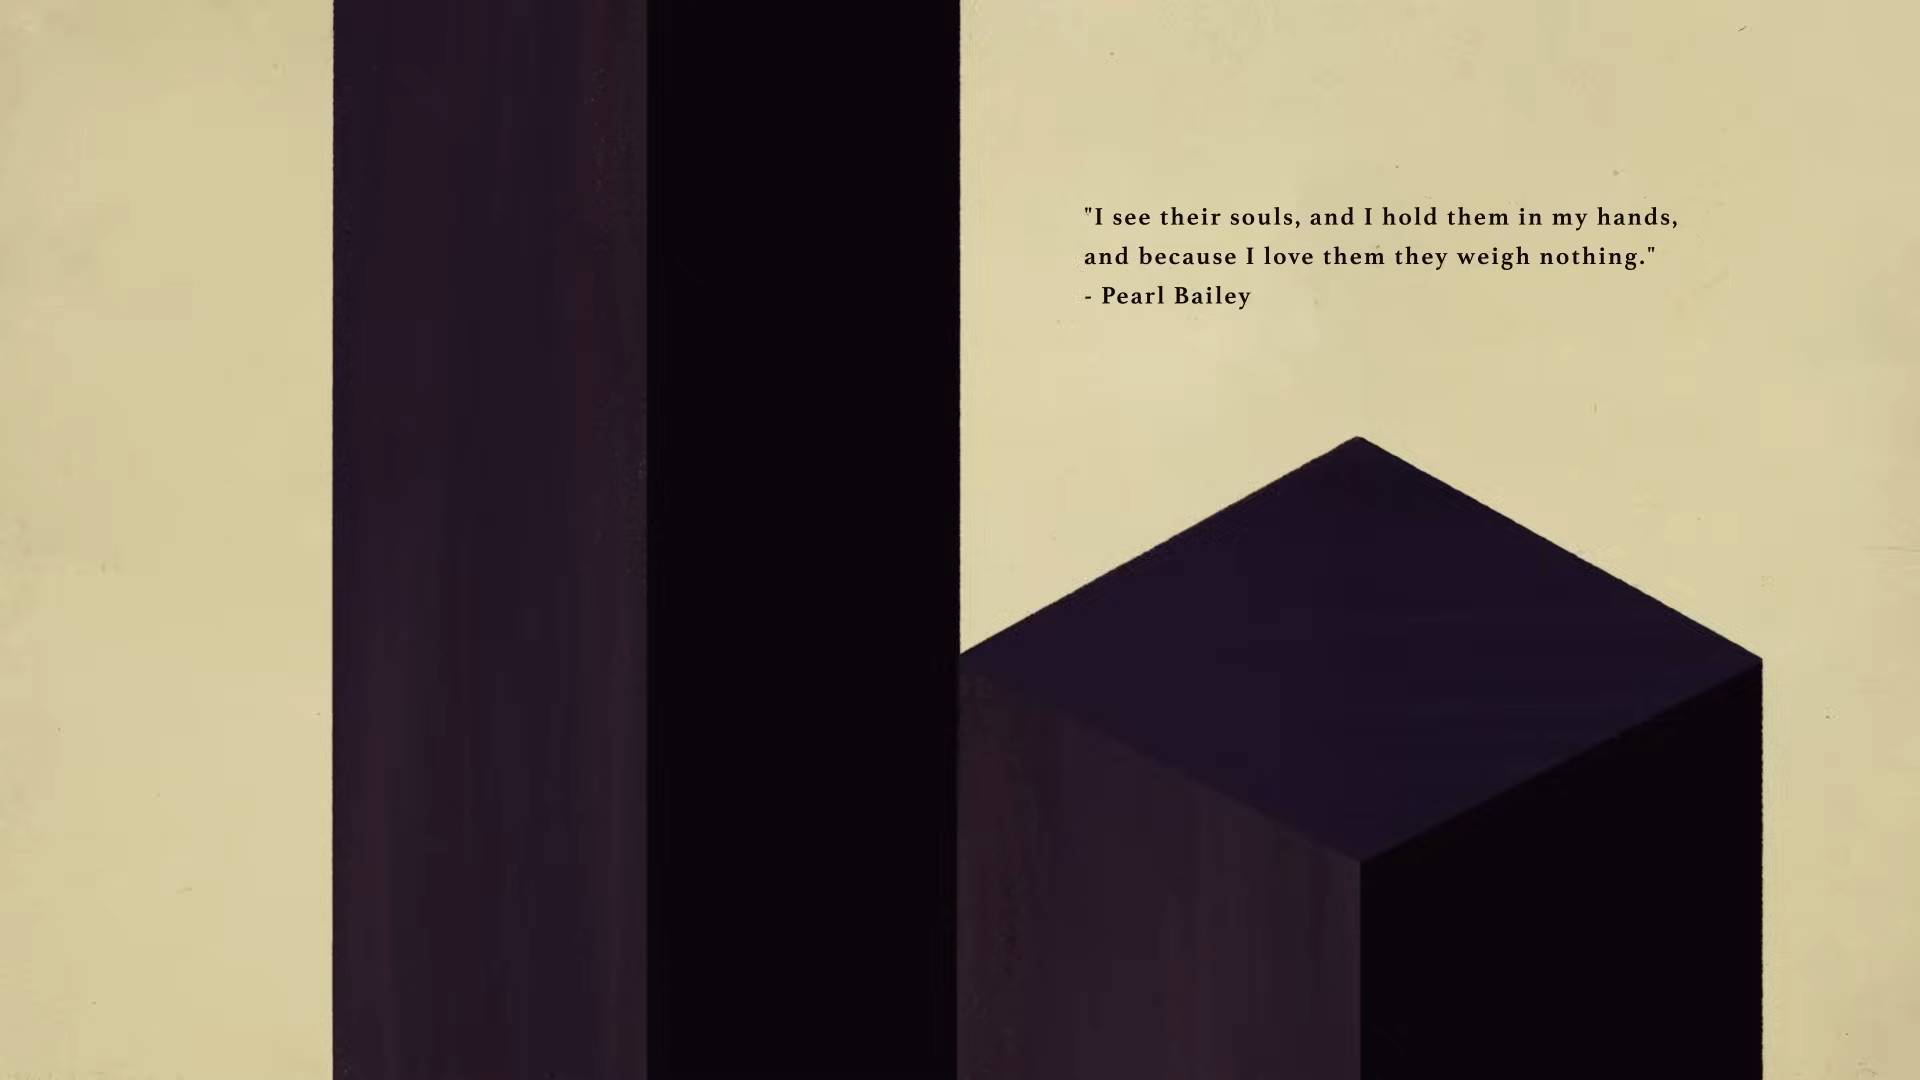 "I see their souls, and I hold them in my hands,
and because I love them they weigh nothing."
- Pearl Bailey